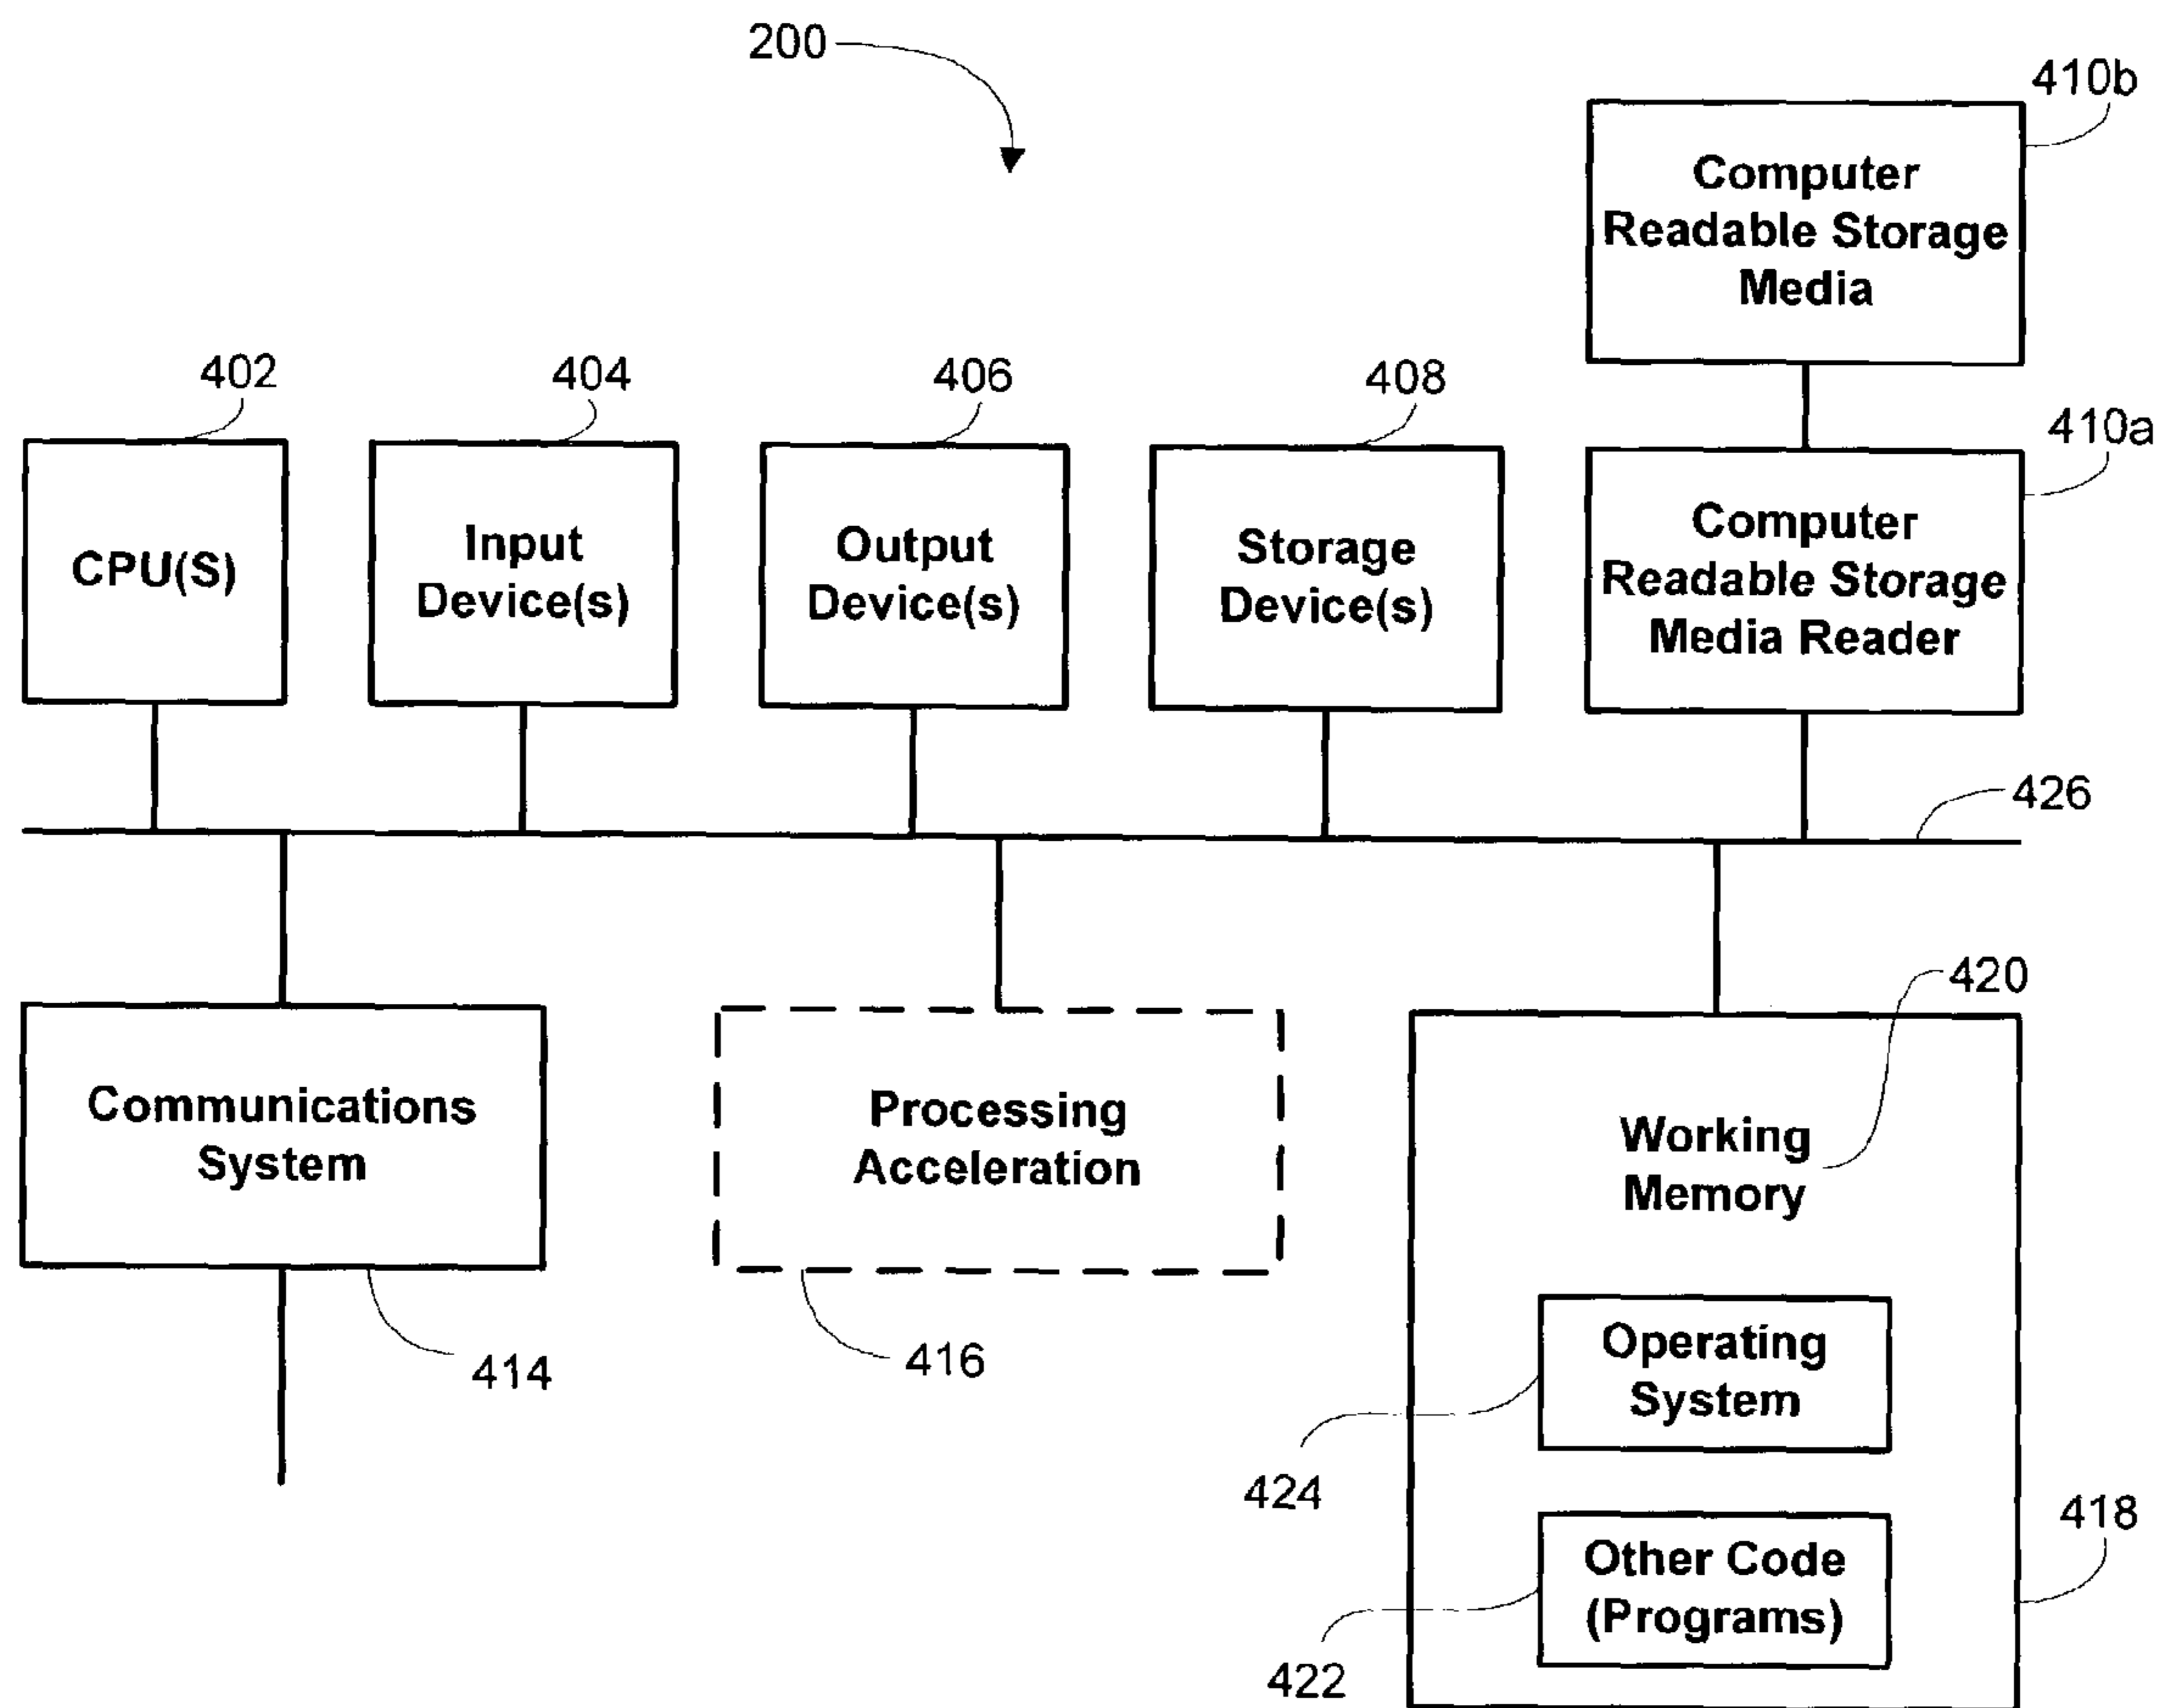 200
410b
Computer
Readable Storage
Media
402
404
406
408
410a
CPU(S)
Input
Device(s)
Output
Device(s)
Storage
Device(s)
Computer
Readable Storage
Media Reader
426
420
Communications
System
Processing
Acceleration
Working
Memory
414
416
Operating
System
424
418
Other Code
(Programs)
422